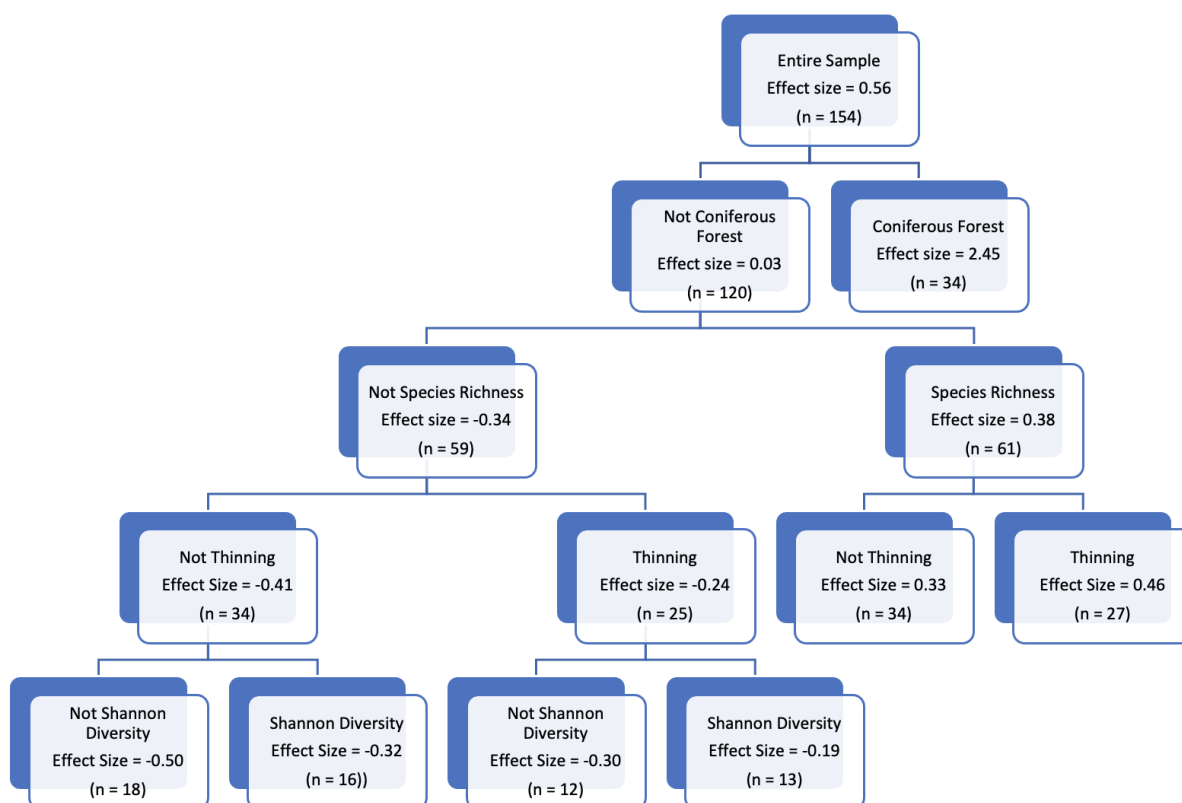 Entire Sample
Effect size = 0.56
(n = 154)
Not Coniferous
Forest
Effect size = 0.03
(n = 120)
Coniferous Forest
Effect size = 2.45
(n = 34)
Not Species Richness
Effect size = -0.34
(n = 59)
Species Richness
Effect size = 0.38
(n = 61)
Not Thinning
Effect Size = -0.41
(n = 34)
Thinning
Effect size = -0.24
(n = 25)
Not Thinning
Effect Size = 0.33
(n = 34)
Thinning
Effect Size = 0.46
(n = 27)
Not Shannon
Diversity
Effect Size = -0.50
(n = 18)
Shannon Diversity
Effect Size = -0.32
(n = 16))
Not Shannon
Diversity
Effect Size = -0.30
(n = 12)
Shannon Diversity
Effect Size = -0.19
(n = 13)